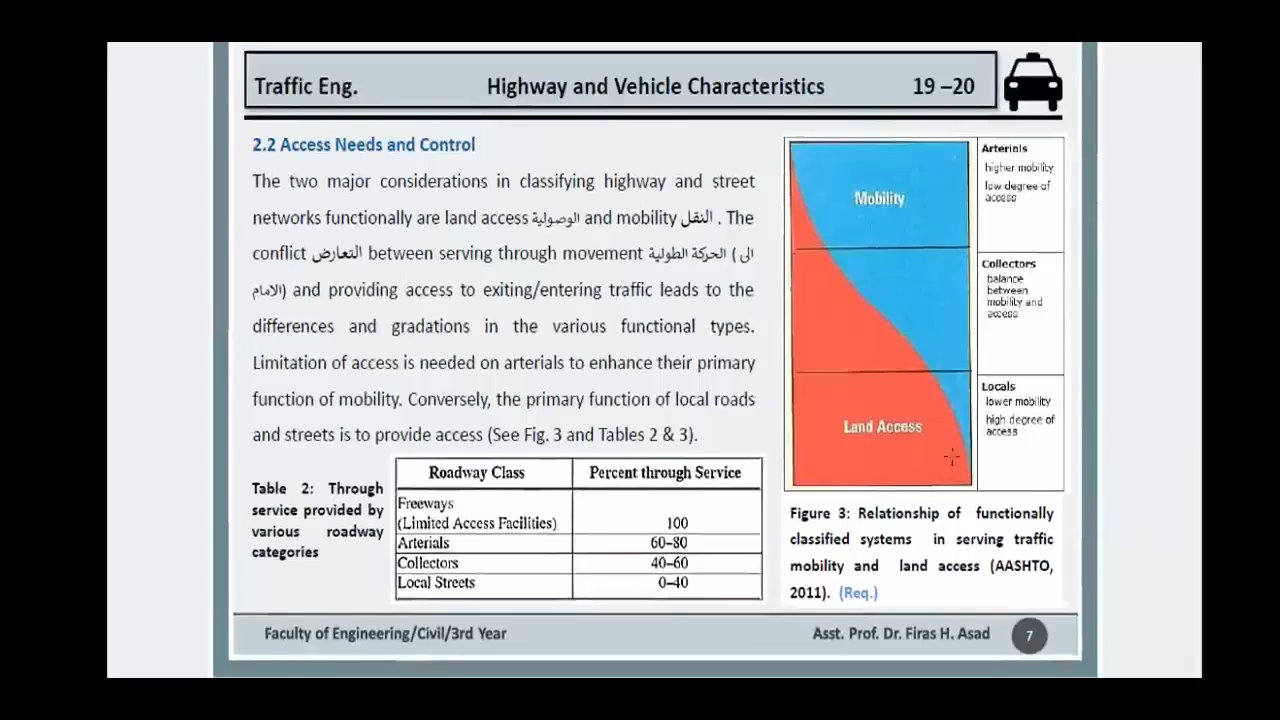 Traffic Eng. Highway and Vehicle Characteristics 19 –20
2.2 Access Needs and Control
The two major considerations in classifying highway and street
networks functionally are land access الوصولية and mobility النقل . The
conflict التعارض between serving through movement الحركة الطولية (الى
الامام) and providing access to exiting/entering traffic leads to the
differences and gradations in the various functional types.
Limitation of access is needed on arterials to enhance their primary
function of mobility. Conversely, the primary function of local roads
and streets is to provide access (See Fig. 3 and Tables 2 & 3).
Table 2: Through
service provided by
various roadway
categories
Roadway Class Percent through Service
Freeways
(Limited Access Facilities) 100
Arterials 60–80
Collectors 40–60
Local Streets 0–40
Mobility
Land Access
Arterials
higher mobility
low degree of
access
Collectors
balance
between
mobility and
access
Locals
lower mobility
high degree of
access
Figure 3: Relationship of functionally
classified systems in serving traffic
mobility and land access (AASHTO,
2011). (Req.)
Faculty of Engineering/Civil/3rd Year Asst. Prof. Dr. Firas H. Asad 7